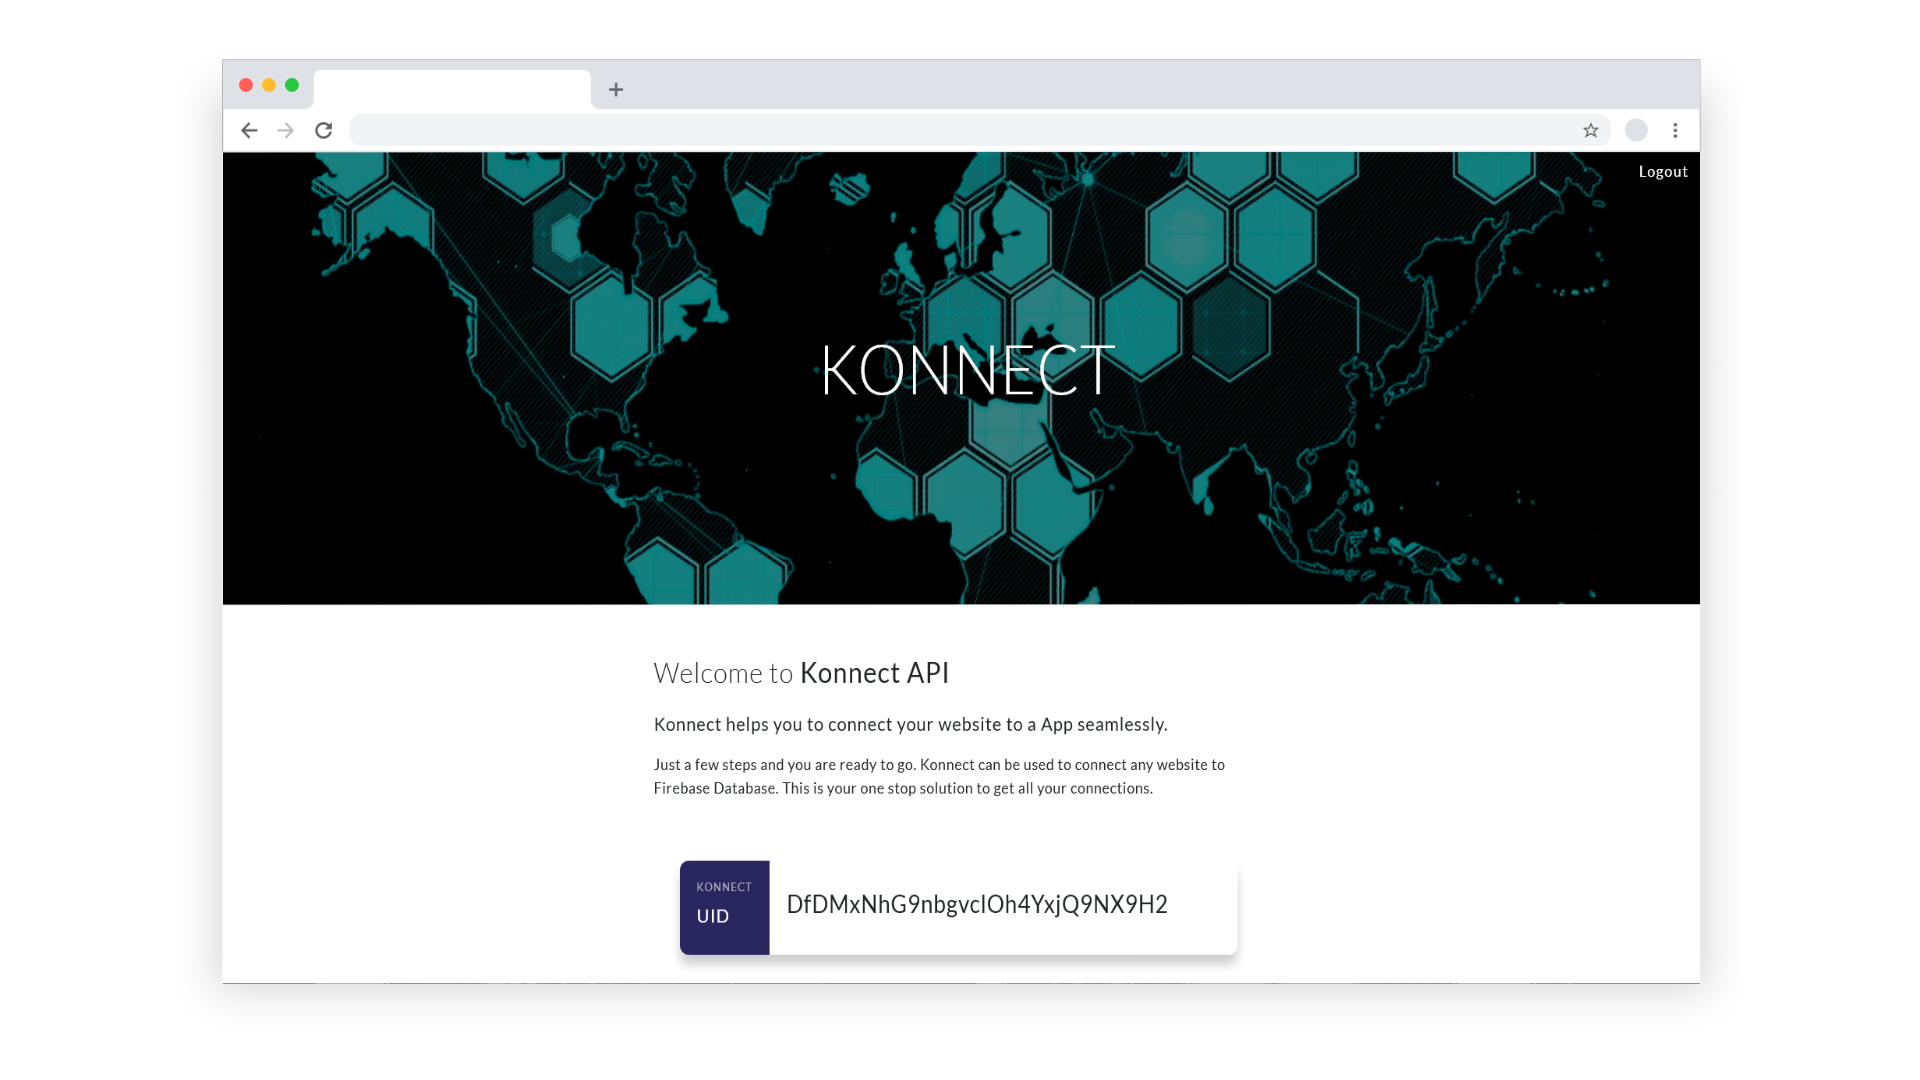 Logout
KONNECT
Welcome to Konnect API
Konnect helps you to connect your website to a App seamlessly.
Just a few steps and you are ready to go. Konnect can be used to connect any website to
Firebase Database. This is your one stop solution to get all your connections.
KONNECT
UID
DfDMxNhG9nbgvcIOh4YxjQ9NX9H2